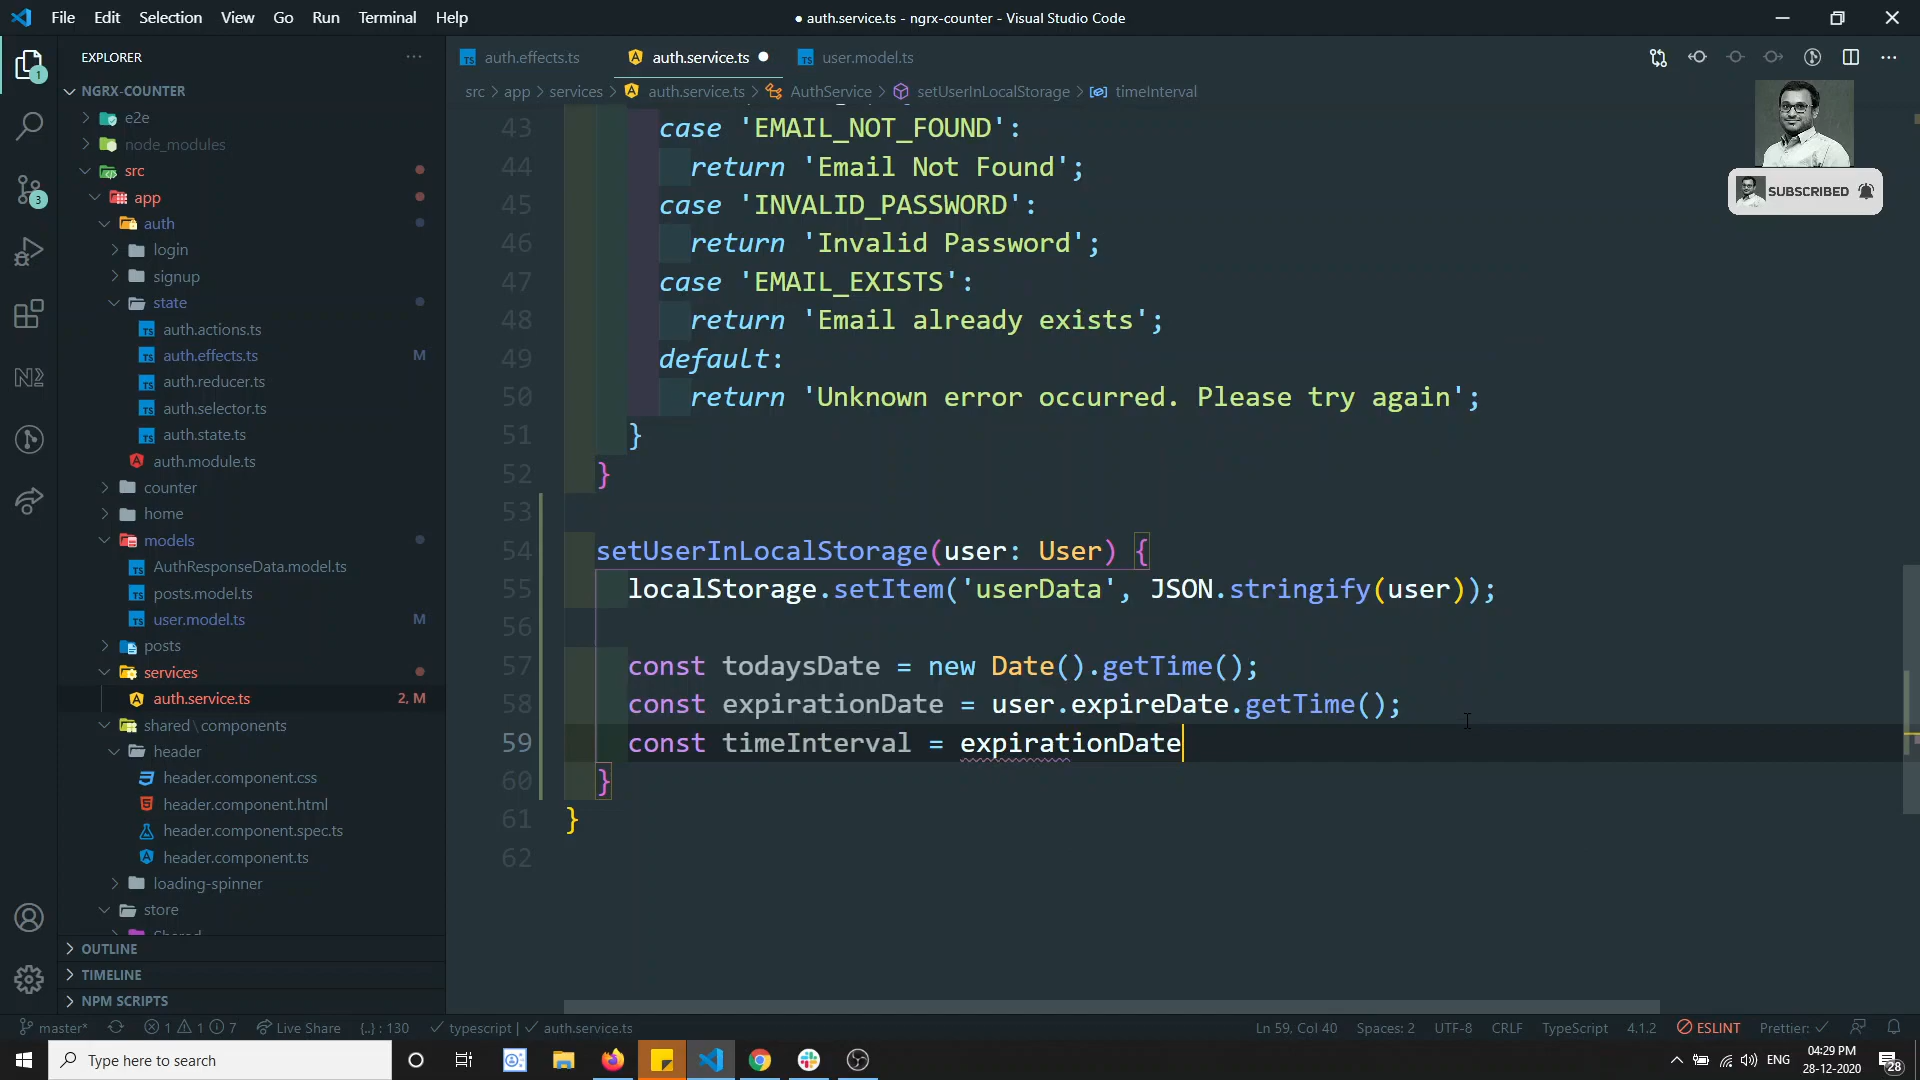 File Edit Selection View Go Run Terminal Help
● auth.service.ts - ngrx-counter - Visual Studio Code
EXPLORER
auth.effects.ts auth.service.ts user.model.ts
src > app > services > auth.service.ts > AuthService > setUserInLocalStorage > timeInterval
NGRX-COUNTER
e2e
node_modules
src
app
auth
login
signup
state
auth.actions.ts
auth.effects.ts M
auth.reducer.ts
auth.selector.ts
auth.state.ts
auth.module.ts
counter
home
models
AuthResponseData.model.ts
posts.model.ts
user.model.ts M
posts
services
auth.service.ts 2, M
shared \ components
header
header.component.css
header.component.html
header.component.spec.ts
header.component.ts
loading-spinner
store
Shared
OUTLINE
TIMELINE
NPM SCRIPTS
43 case 'EMAIL_NOT_FOUND':
44 return 'Email Not Found';
45 case 'INVALID_PASSWORD':
46 return 'Invalid Password';
47 case 'EMAIL_EXISTS':
48 return 'Email already exists';
49 default:
50 return 'Unknown error occurred. Please try again';
51 }
52 }
53
54 setUserInLocalStorage(user: User) {
55 localStorage.setItem('userData', JSON.stringify(user));
56
57 const todaysDate = new Date().getTime();
58 const expirationDate = user.expireDate.getTime();
59 const timeInterval = expirationDate
60 }
61 }
62
SUBSCRIBED
1
3
master* 1 1 7 Live Share {..} : 130 typescript | auth.service.ts
Ln 59, Col 40 Spaces: 2 UTF-8 CRLF TypeScript 4.1.2 ESLINT Prettier: ✓
Type here to search
ENG
04:29 PM
28-12-2020
28